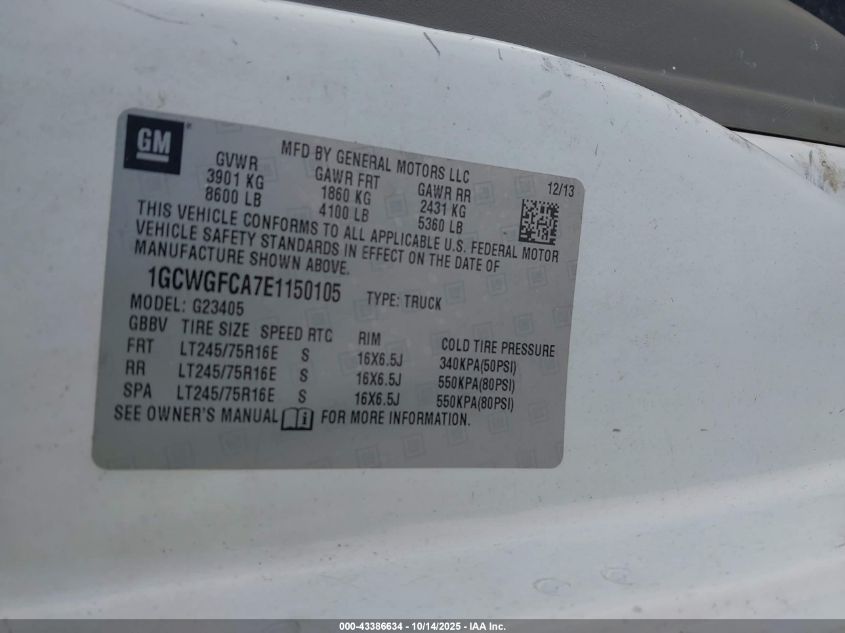 GM
MFD BY GENERAL MOTORS LLC
12/13
GVWR GAWR FRT GAWR RR
3901 KG 1860 KG 2431 KG
8600 LB 4100 LB 5360 LB
THIS VEHICLE CONFORMS TO ALL APPLICABLE U.S. FEDERAL MOTOR
VEHICLE SAFETY STANDARDS IN EFFECT ON THE DATE OF
MANUFACTURE SHOWN ABOVE.
1GCWGFCA7E1150105 TYPE: TRUCK
MODEL: G23405
GBBV TIRE SIZE SPEED RTG RIM COLD TIRE PRESSURE
FRT LT245/75R16E S 16X6.5J 340KPA(50PSI)
RR LT245/75R16E S 16X6.5J 550KPA(80PSI)
SPA LT245/75R16E S 16X6.5J 550KPA(80PSI)
SEE OWNER'S MANUAL i FOR MORE INFORMATION.
000-43386634 - 10/14/2025 - IAA Inc.